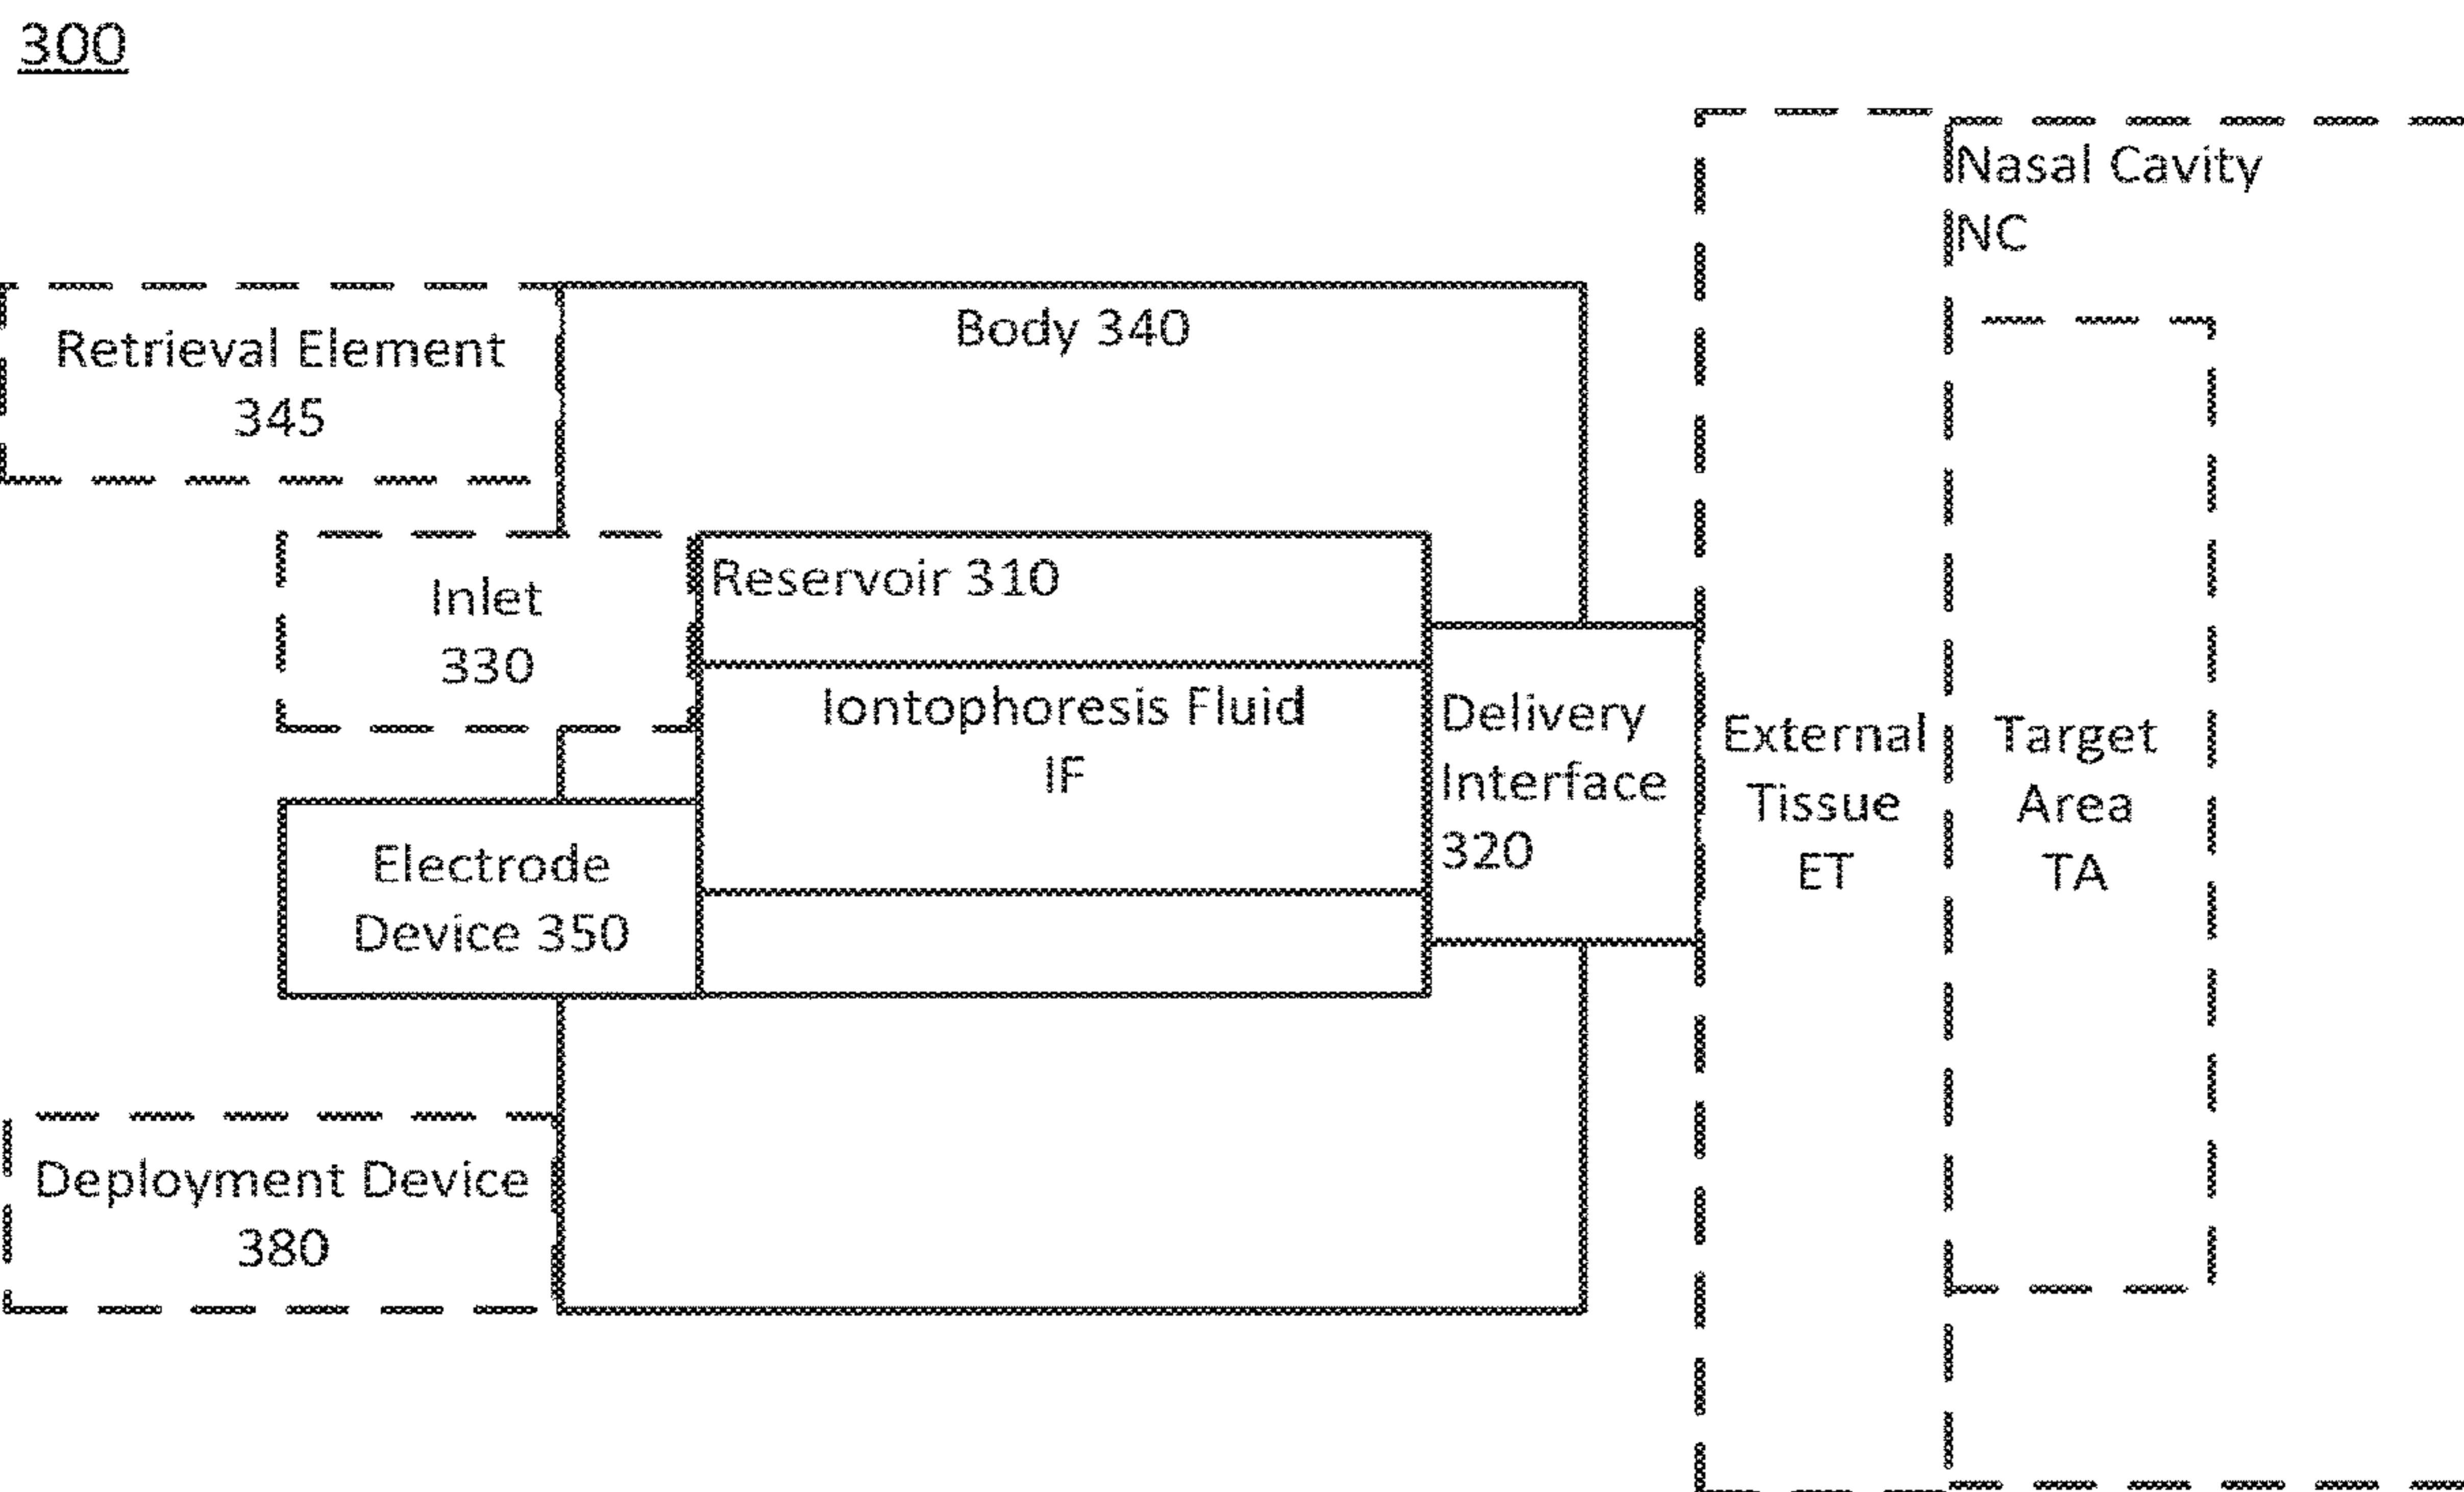 300
Nasal Cavity
NC
Body 340
Retrieval Element
345
Reservoir 310
Inlet
330
Iontophoresis Fluid
IF
Delivery
Interface
320
External
Tissue
ET
Target
Area
TA
Electrode
Device 350
Deployment Device
380